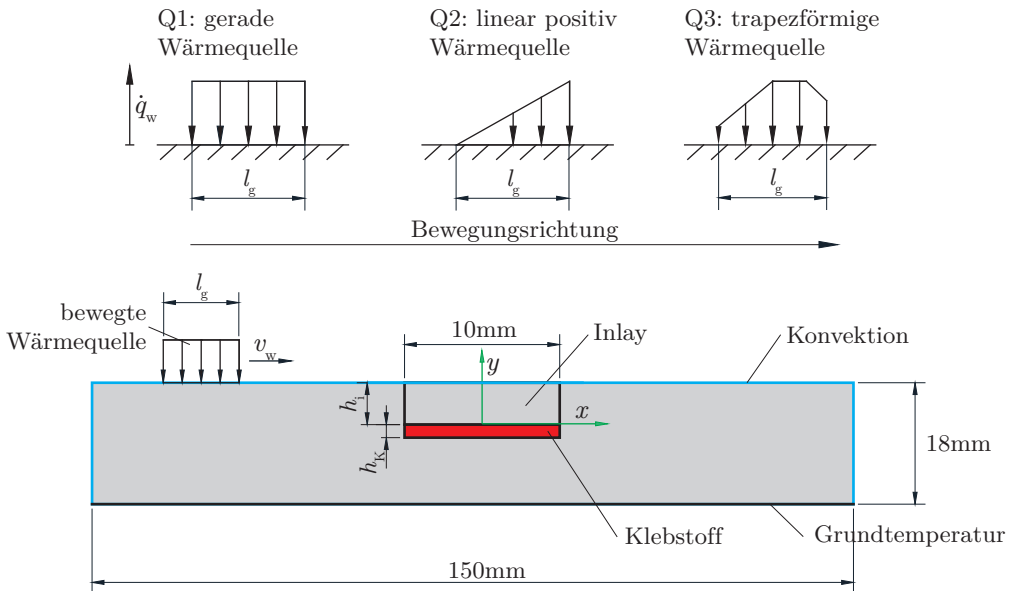 Q1: gerade
Wärmequelle
Q2: linear positiv
Wärmequelle
Q3: trapezförmige
Wärmequelle
q̇w
lg
lg
lg
Bewegungsrichtung
lg
bewegte
Wärmequelle
vw
10mm
Inlay
Konvektion
y
x
hi
hK
18mm
Klebstoff
Grundtemperatur
150mm